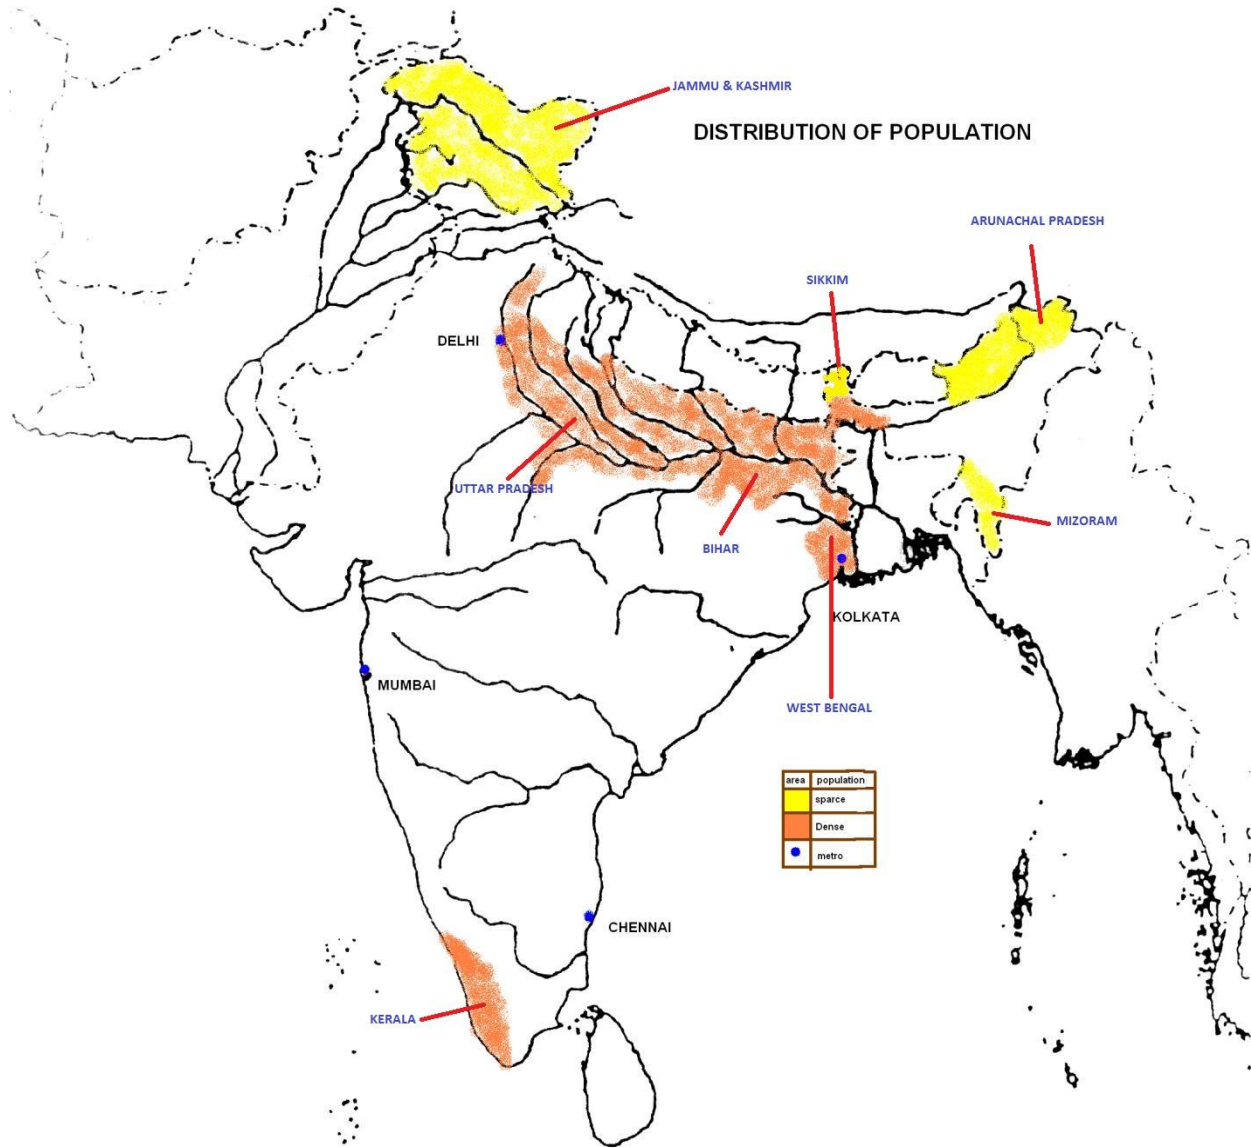 JAMMU & KASHMIR
DISTRIBUTION OF POPULATION
ARUNACHAL PRADESH
SIKKIM
DELHI
UTTAR PRADESH
BIHAR
MIZORAM
KOLKATA
MUMBAI
WEST BENGAL
area population
sparce
Dense
metro
CHENNAI
KERALA